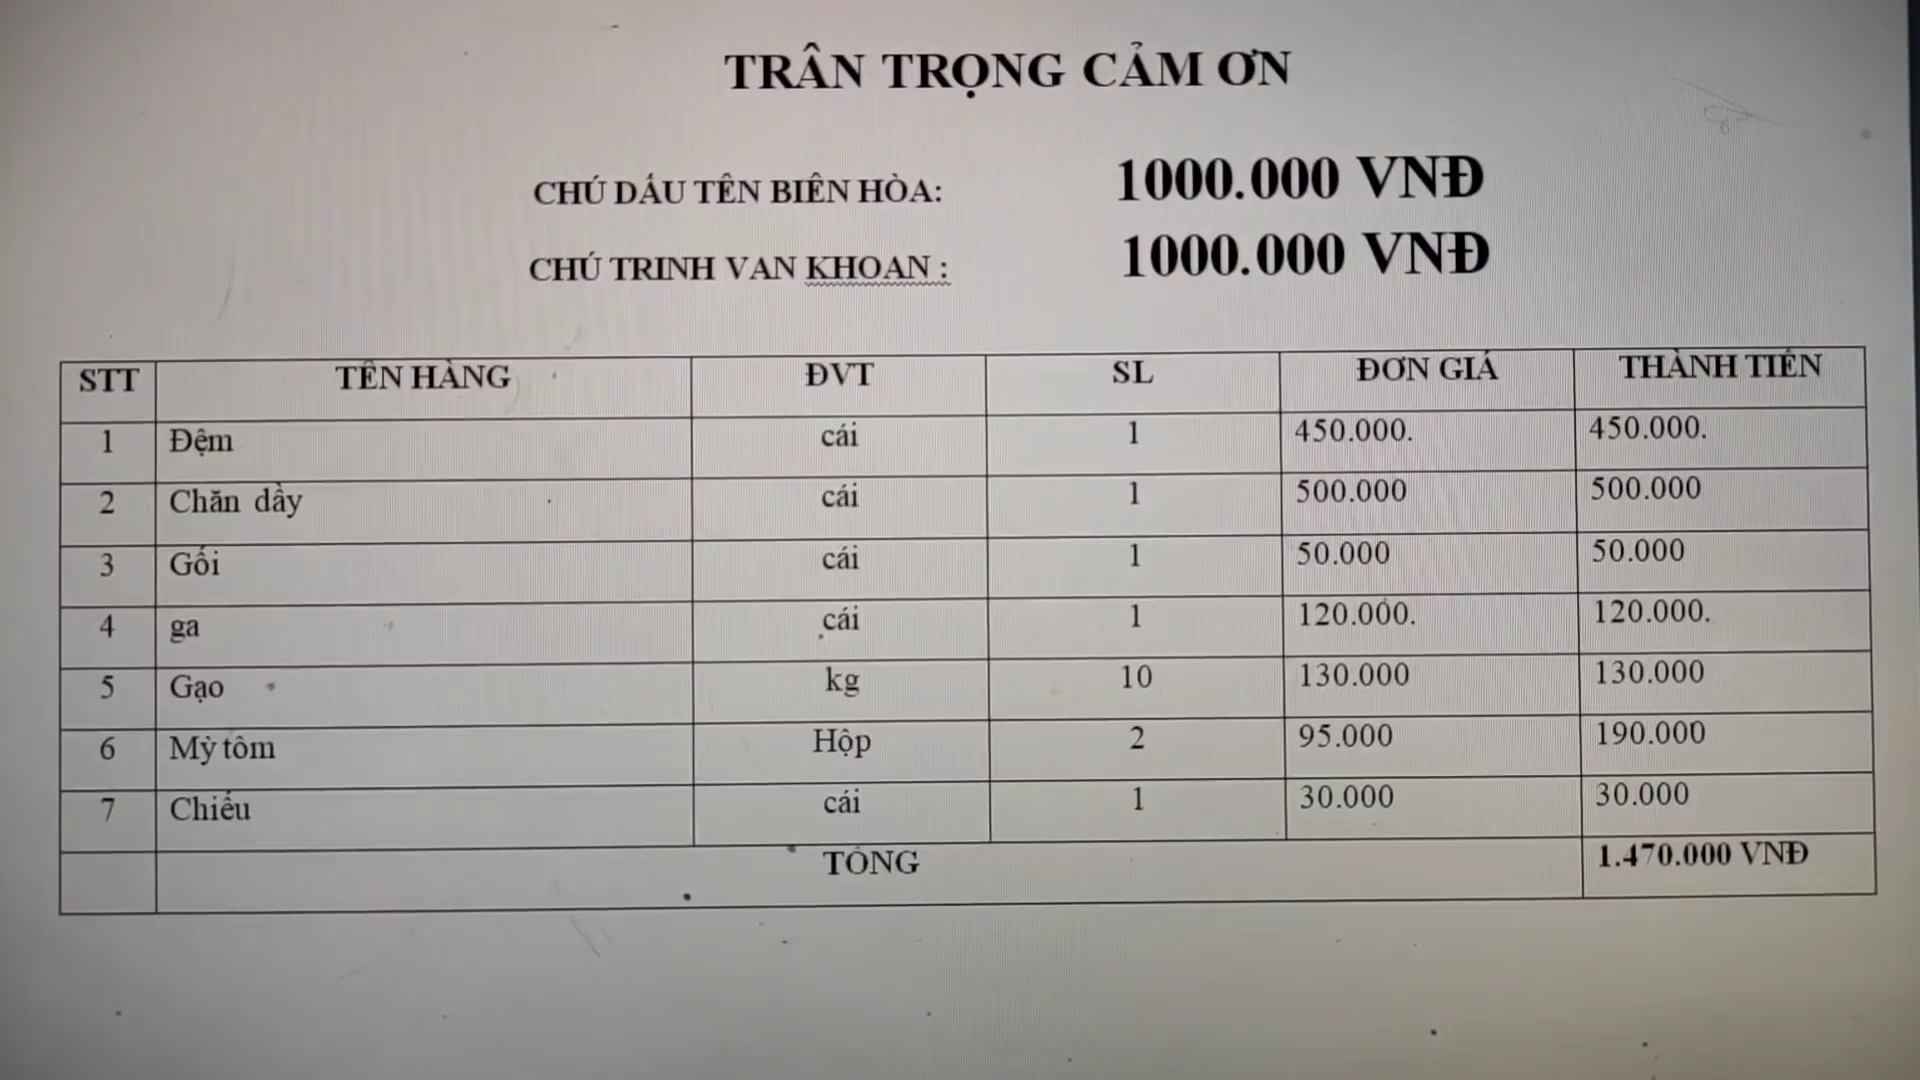 TRÂN TRỌNG CẢM ƠN
CHÚ DẤU TÊN BIÊN HÒA: 1000.000 VNĐ
CHÚ TRINH VAN KHOAN : 1000.000 VNĐ
STT TÊN HÀNG ĐVT SL ĐƠN GIÁ THÀNH TIỀN
1 Đệm cái 1 450.000. 450.000.
2 Chăn dầy cái 1 500.000 500.000
3 Gối cái 1 50.000 50.000
4 ga cái 1 120.000. 120.000.
5 Gạo kg 10 130.000 130.000
6 Mỳ tôm Hộp 2 95.000 190.000
7 Chiếu cái 1 30.000 30.000
TỔNG 1.470.000 VNĐ